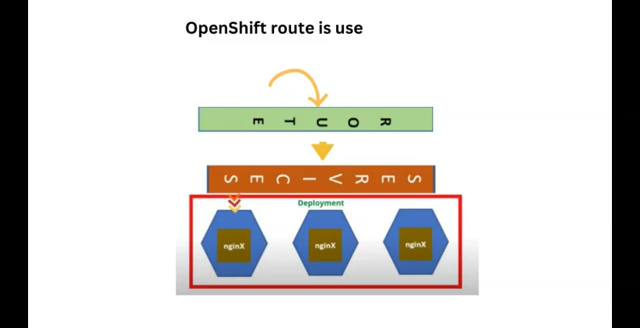 OpenShift route is use
ROUTE
SERVICES
Deployment
nginX nginX nginX